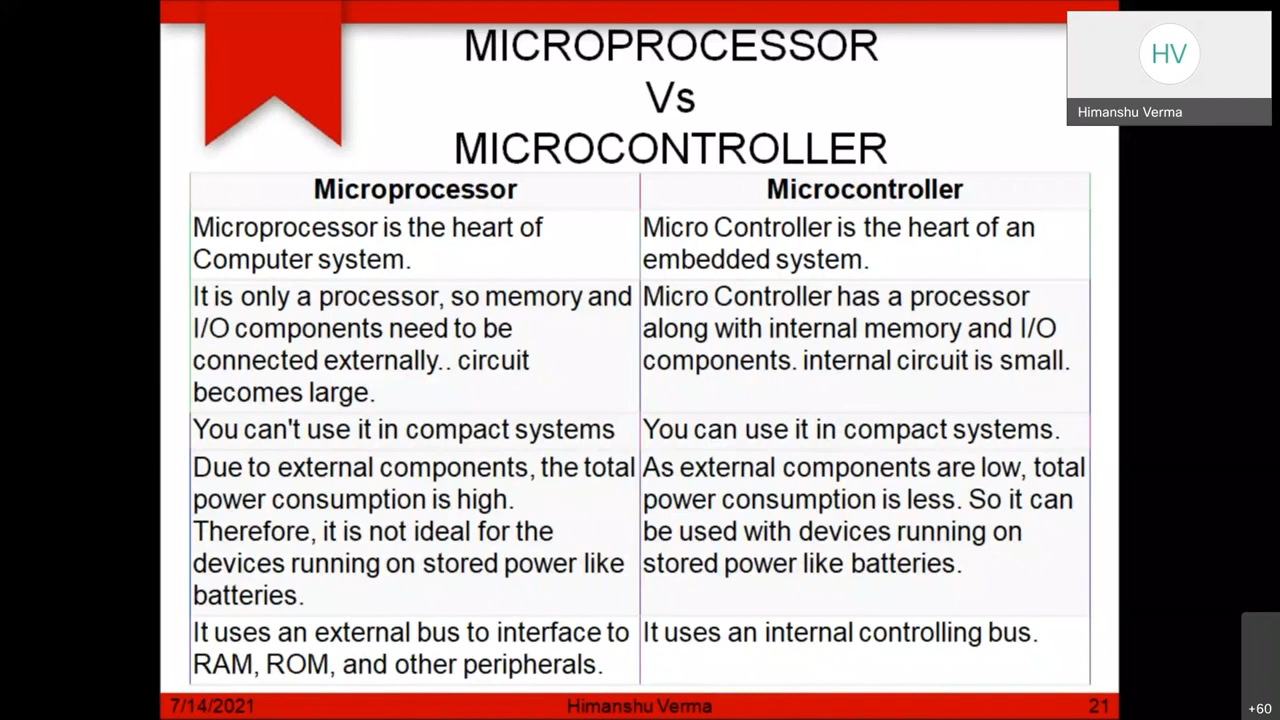 MICROPROCESSOR
Vs
MICROCONTROLLER
HV
Himanshu Verma
Microprocessor
Microcontroller
Microprocessor is the heart of
Computer system.
Micro Controller is the heart of an
embedded system.
It is only a processor, so memory and
I/O components need to be
connected externally.. circuit
becomes large.
Micro Controller has a processor
along with internal memory and I/O
components. internal circuit is small.
You can't use it in compact systems
You can use it in compact systems.
Due to external components, the total
power consumption is high.
Therefore, it is not ideal for the
devices running on stored power like
batteries.
As external components are low, total
power consumption is less. So it can
be used with devices running on
stored power like batteries.
It uses an external bus to interface to
RAM, ROM, and other peripherals.
It uses an internal controlling bus.
7/14/2021
Himanshu Verma
21
+60